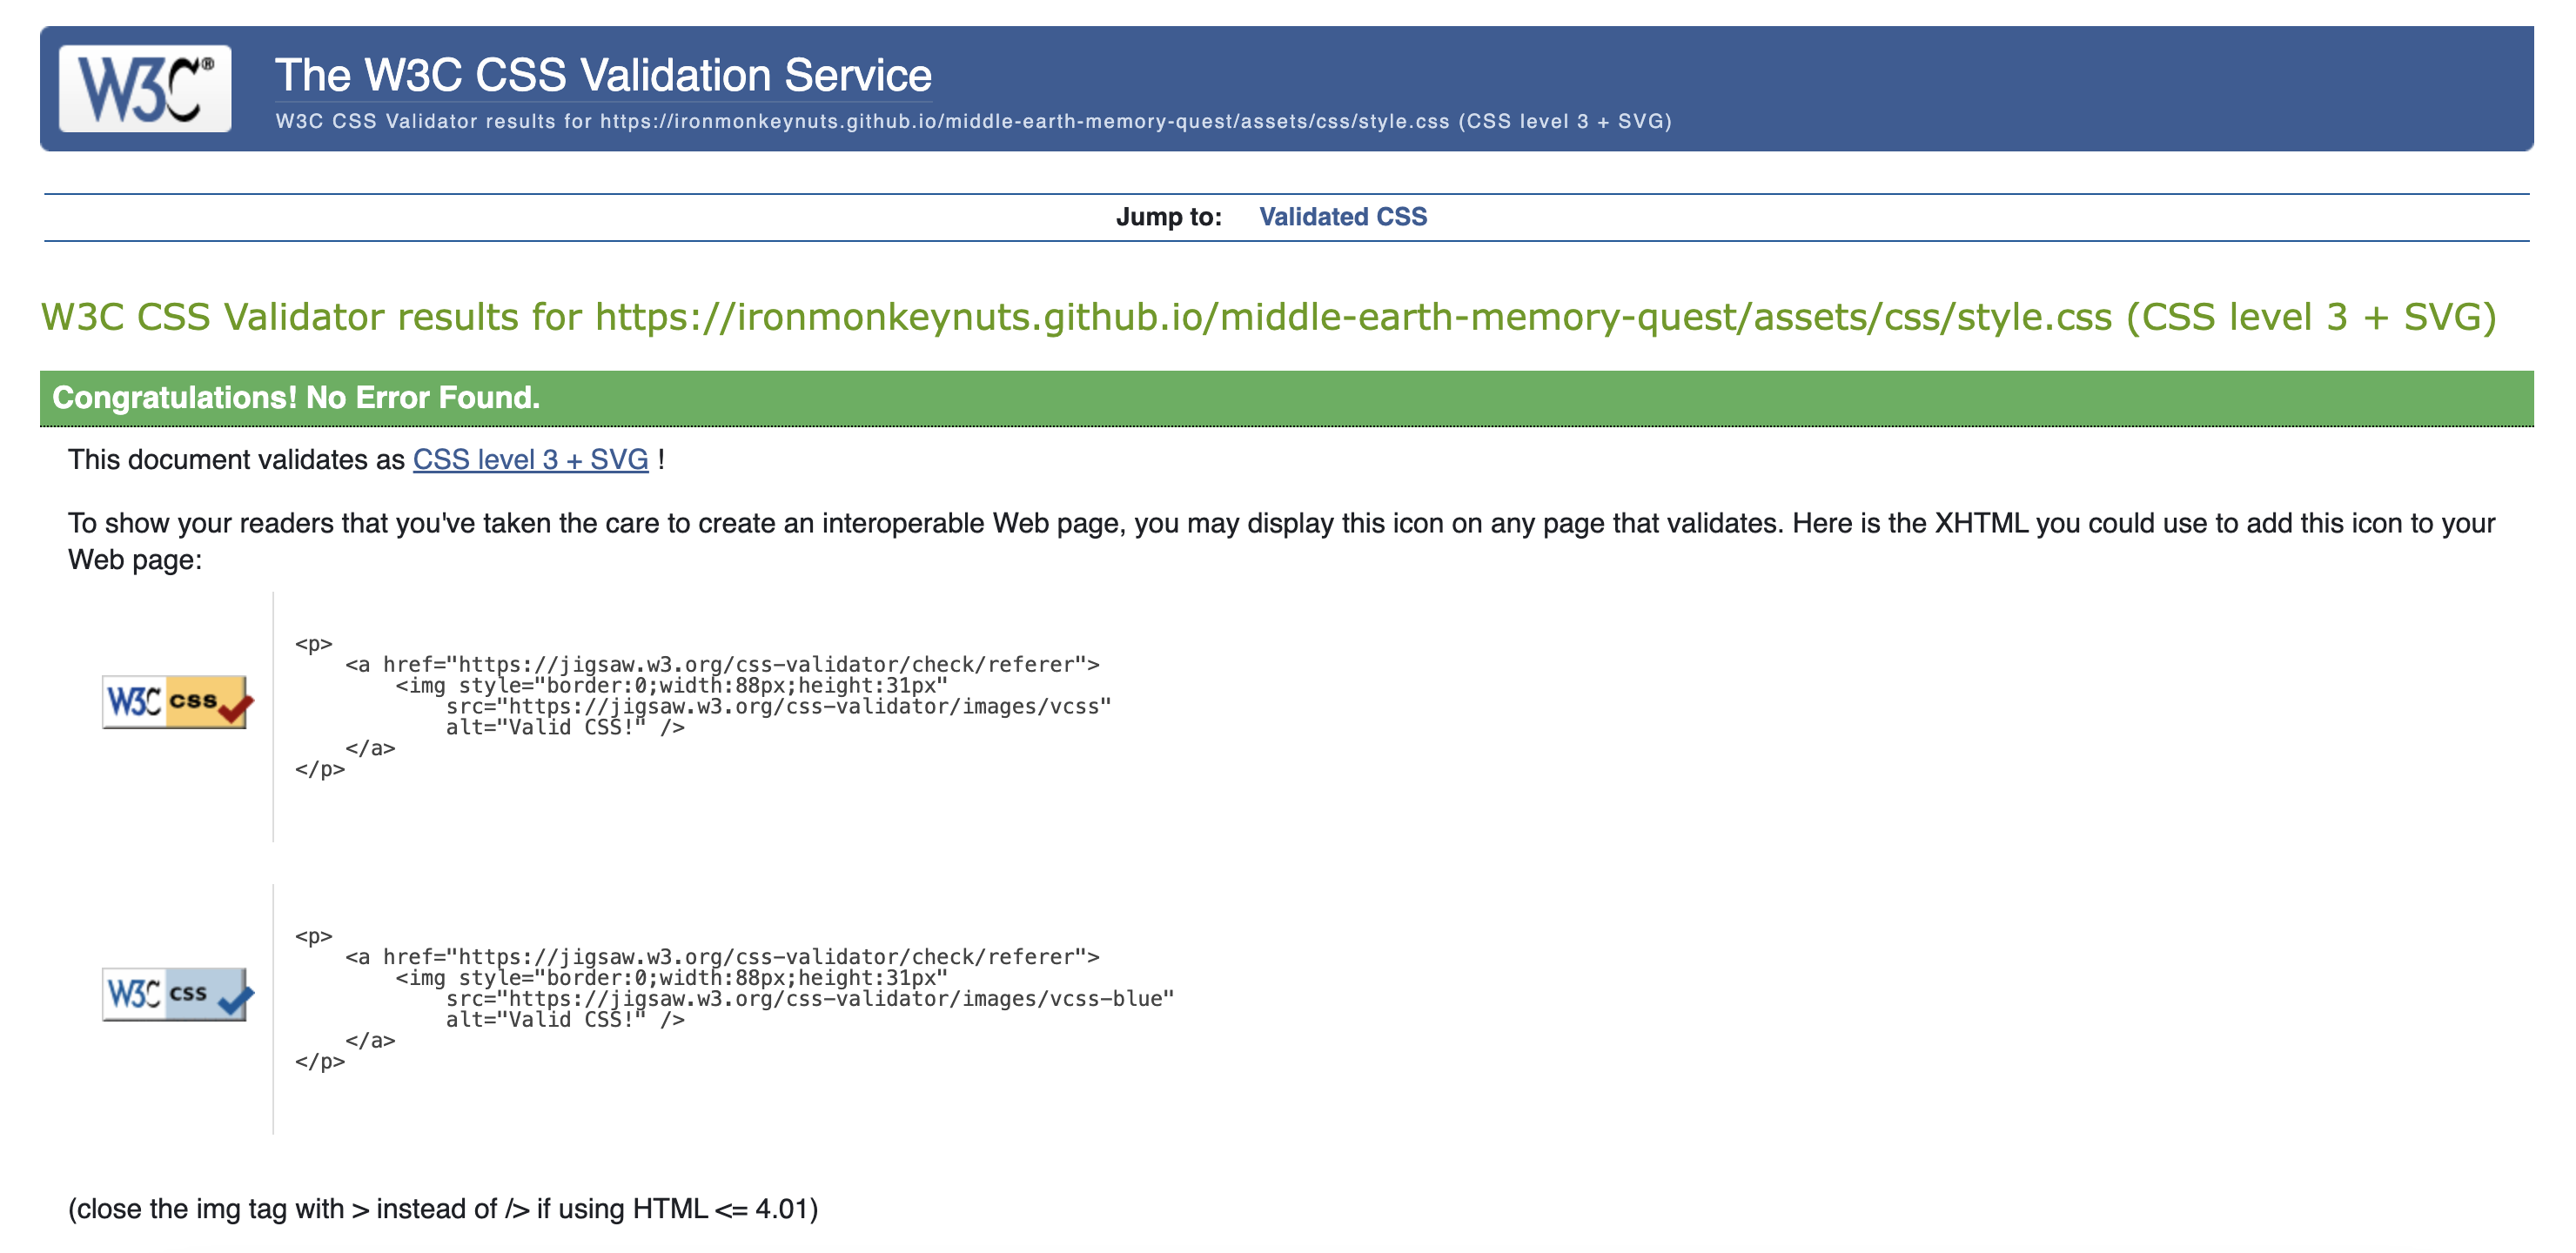 W3C®
The W3C CSS Validation Service
W3C CSS Validator results for https://ironmonkeynuts.github.io/middle-earth-memory-quest/assets/css/style.css (CSS level 3 + SVG)
Jump to: Validated CSS
W3C CSS Validator results for https://ironmonkeynuts.github.io/middle-earth-memory-quest/assets/css/style.css (CSS level 3 + SVG)
Congratulations! No Error Found.
This document validates as CSS level 3 + SVG !
To show your readers that you've taken the care to create an interoperable Web page, you may display this icon on any page that validates. Here is the XHTML you could use to add this icon to your
Web page:
W3C css
<p>
    <a href="https://jigsaw.w3.org/css-validator/check/referer">
        <img style="border:0;width:88px;height:31px"
            src="https://jigsaw.w3.org/css-validator/images/vcss"
            alt="Valid CSS!" />
    </a>
</p>
W3C css
<p>
    <a href="https://jigsaw.w3.org/css-validator/check/referer">
        <img style="border:0;width:88px;height:31px"
            src="https://jigsaw.w3.org/css-validator/images/vcss-blue"
            alt="Valid CSS!" />
    </a>
</p>
(close the img tag with > instead of /> if using HTML <= 4.01)